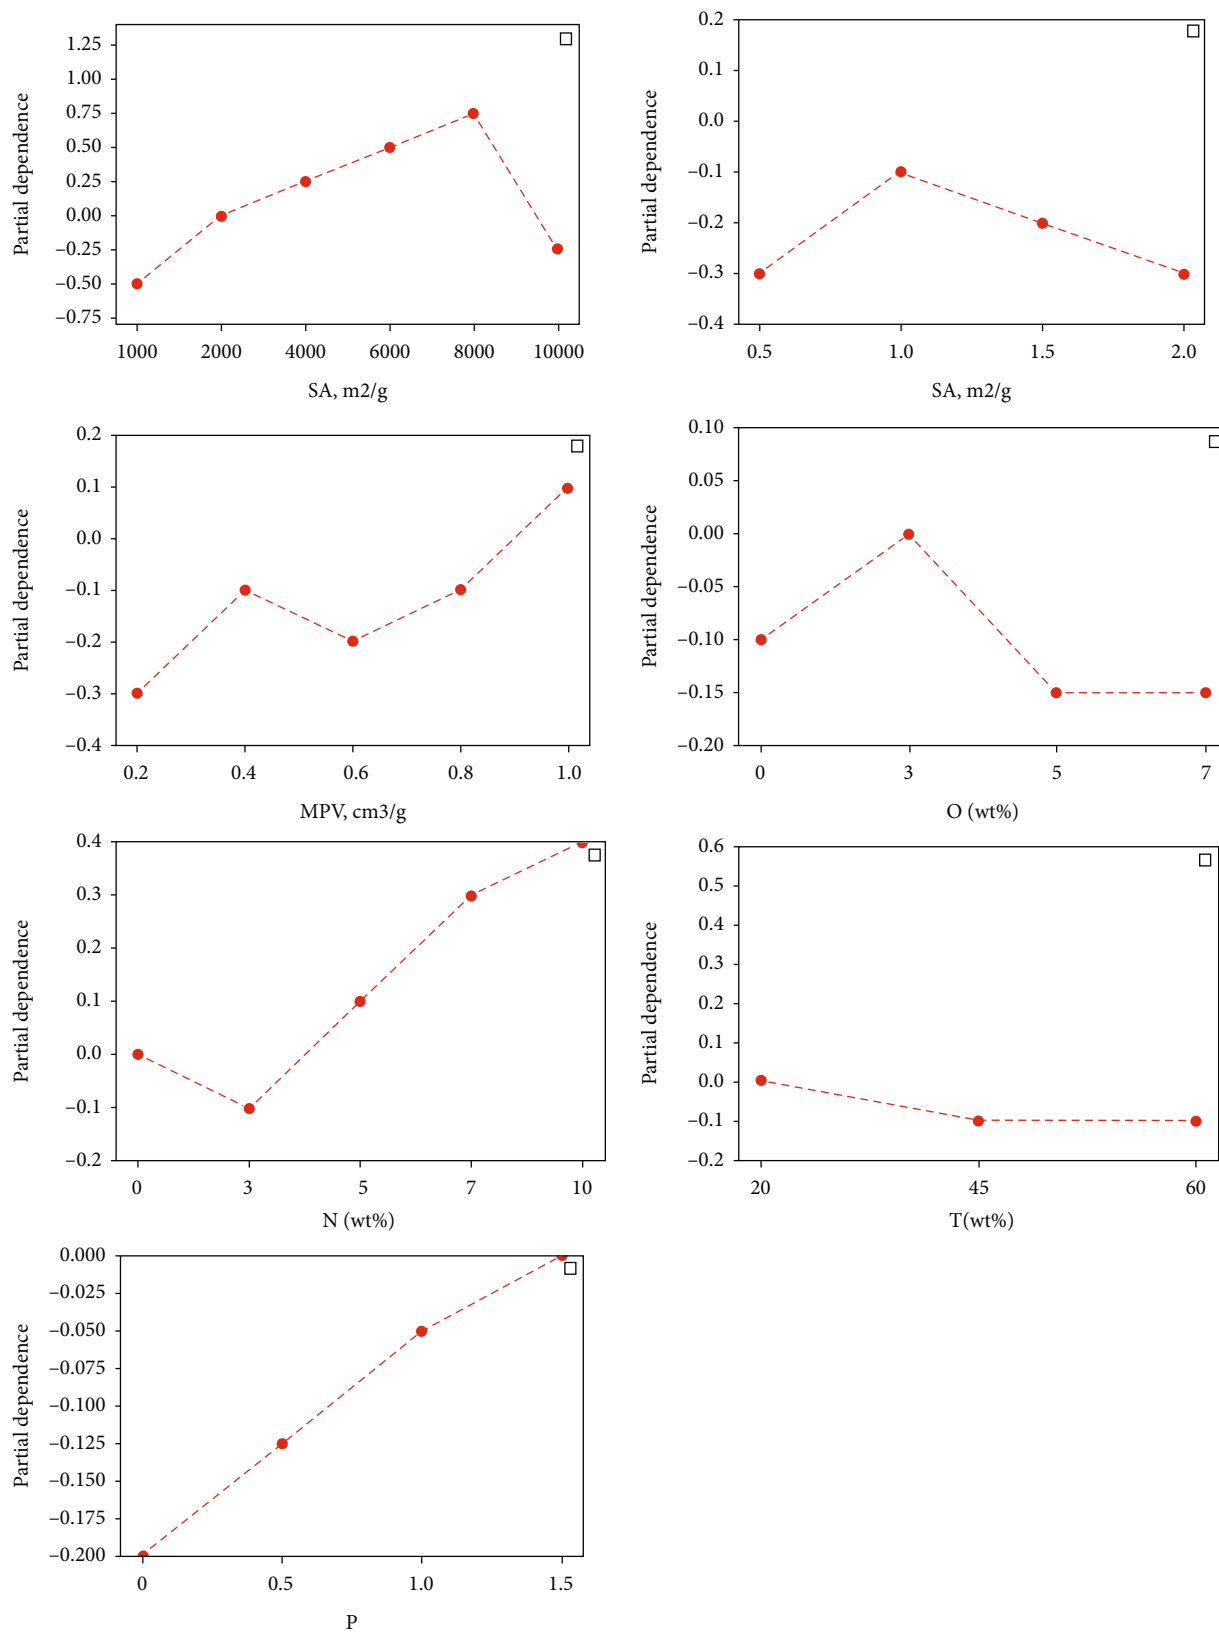 Partial dependence
1.25
1.00
0.75
0.50
0.25
0.00
–0.25
–0.50
–0.75
1000 2000 4000 6000 8000 10000
SA, m2/g
Partial dependence
0.2
0.1
0.0
–0.1
–0.2
–0.3
–0.4
0.5 1.0 1.5 2.0
SA, m2/g
Partial dependence
0.2
0.1
0.0
–0.1
–0.2
–0.3
–0.4
0.2 0.4 0.6 0.8 1.0
MPV, cm3/g
Partial dependence
0.10
0.05
0.00
–0.05
–0.10
–0.15
–0.20
0 3 5 7
O (wt%)
Partial dependence
0.4
0.3
0.2
0.1
0.0
–0.1
–0.2
0 3 5 7 10
N (wt%)
Partial dependence
0.6
0.5
0.4
0.3
0.2
0.1
0.0
–0.1
–0.2
20 45 60
T(wt%)
Partial dependence
0.000
–0.025
–0.050
–0.075
–0.100
–0.125
–0.150
–0.175
–0.200
0 0.5 1.0 1.5
P